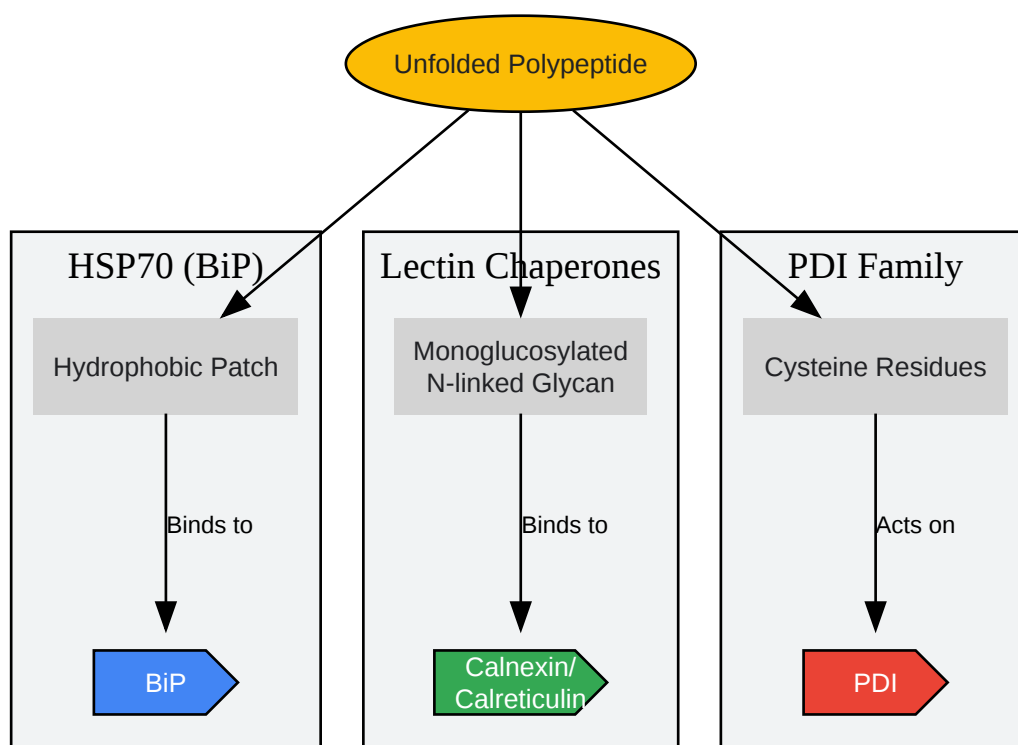 Unfolded Polypeptide
HSP70 (BiP)
Lectin Chaperones
PDI Family
Hydrophobic Patch
Monoglucosylated
N-linked Glycan
Cysteine Residues
Binds to
Binds to
Acts on
BiP
Calnexin/
Calreticulin
PDI